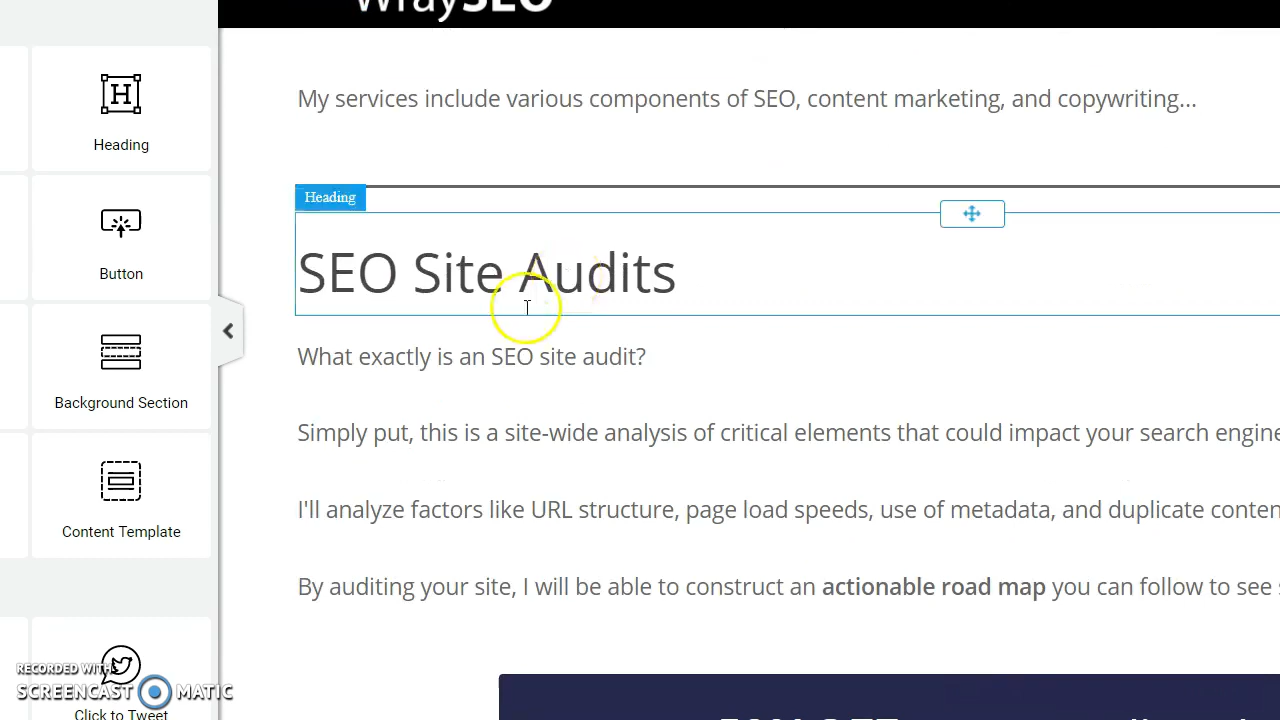 WraySEO
Heading
Button
Background Section
Content Template
Click to Tweet
My services include various components of SEO, content marketing, and copywriting...
Heading
SEO Site Audits
What exactly is an SEO site audit?
Simply put, this is a site-wide analysis of critical elements that could impact your search engine
I'll analyze factors like URL structure, page load speeds, use of metadata, and duplicate conten
By auditing your site, I will be able to construct an actionable road map you can follow to see
RECORDED WITH
SCREENCAST MATIC